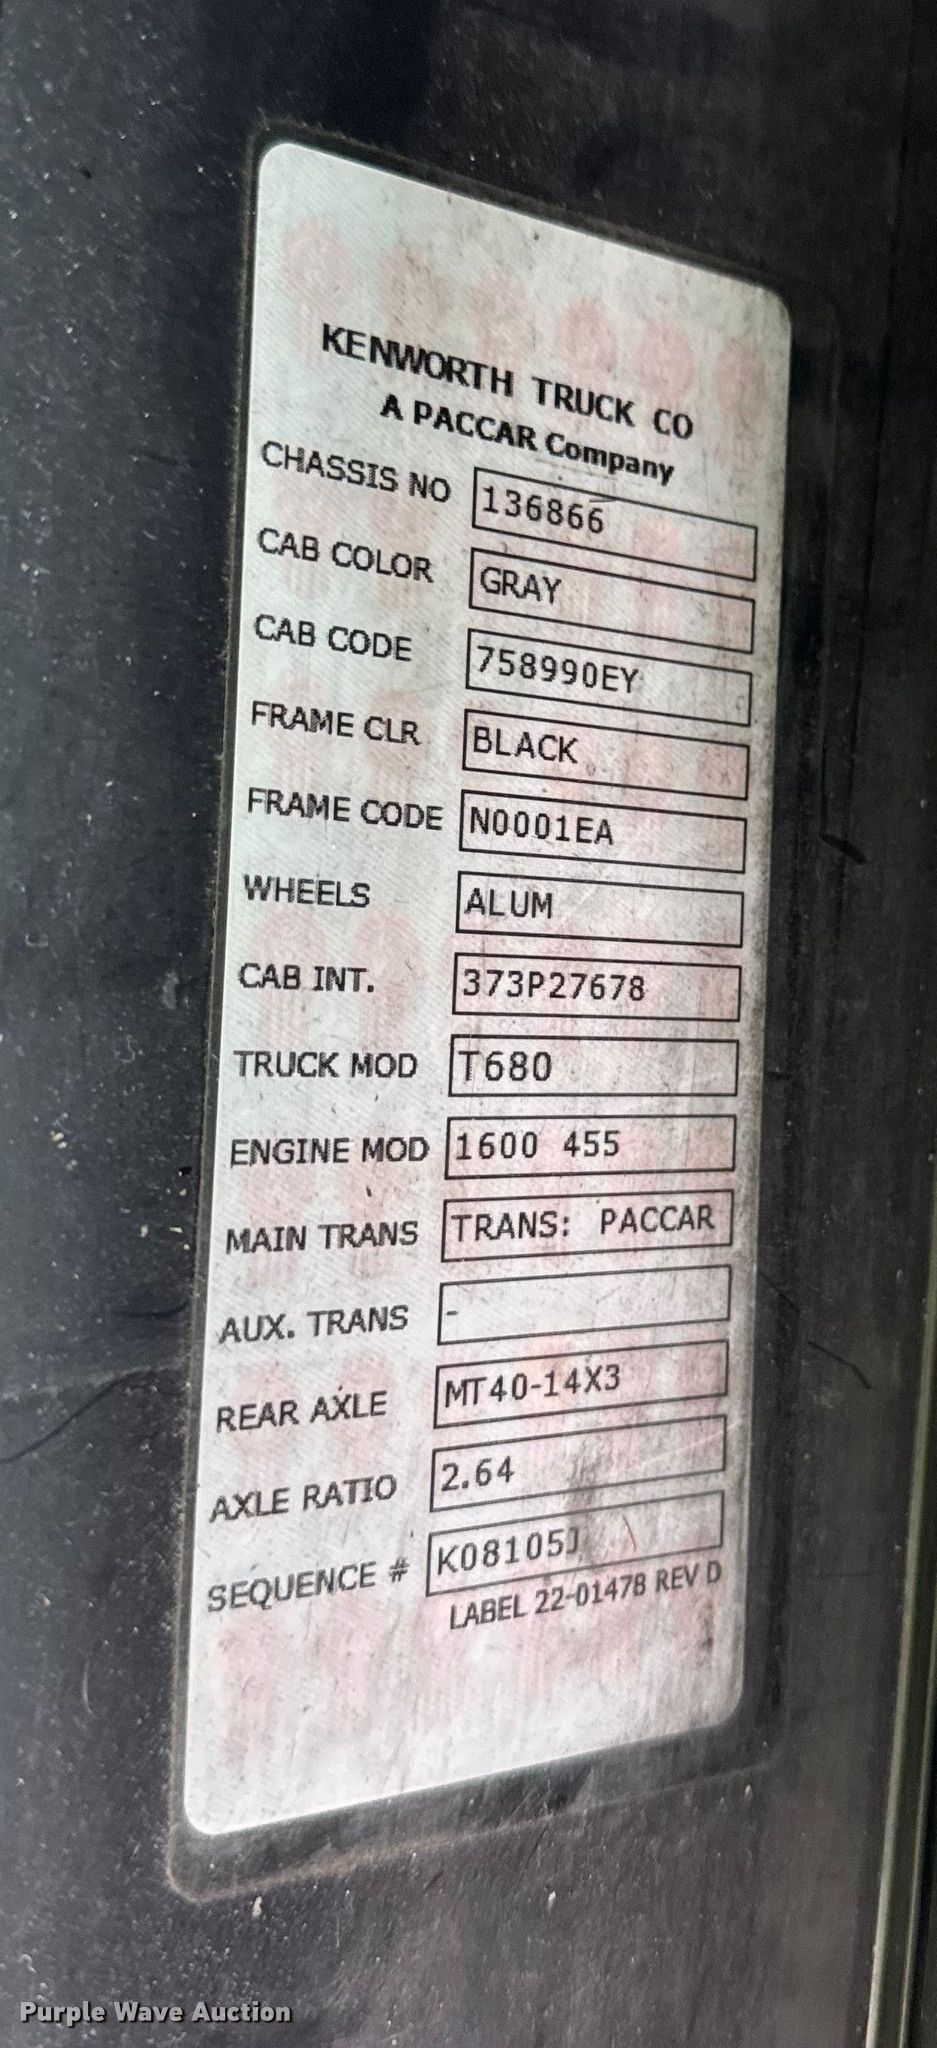 KENWORTH TRUCK CO
A PACCAR Company
CHASSIS NO 136866
CAB COLOR GRAY
CAB CODE 758990EY
FRAME CLR BLACK
FRAME CODE N0001EA
WHEELS ALUM
CAB INT. 373P27678
TRUCK MOD T680
ENGINE MOD 1600 455
MAIN TRANS TRANS: PACCAR
AUX. TRANS -
REAR AXLE MT40-14X3
AXLE RATIO 2.64
SEQUENCE # K08105J
LABEL 22-01478 REV D
Purple Wave Auction